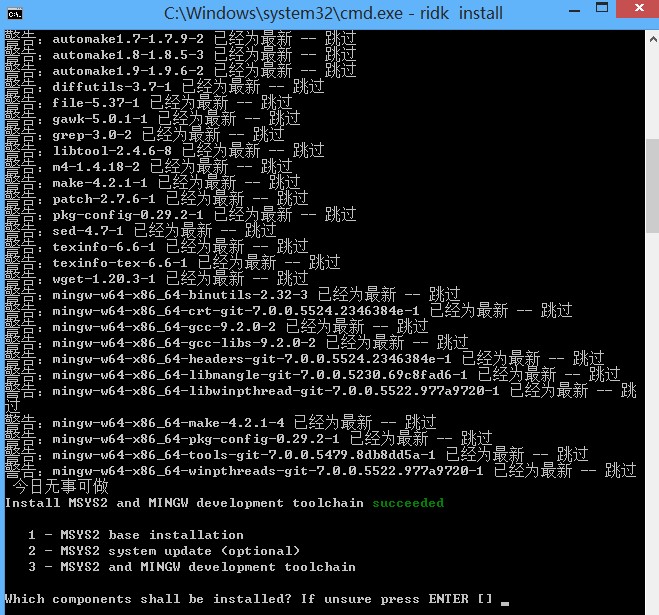 C:\Windows\system32\cmd.exe - ridk install
警告：automake1.7-1.7.9-2 已经为最新 -- 跳过
警告：automake1.8-1.8.5-3 已经为最新 -- 跳过
警告：automake1.9-1.9.6-2 已经为最新 -- 跳过
警告：diffutils-3.7-1 已经为最新 -- 跳过
警告：file-5.37-1 已经为最新 -- 跳过
警告：gawk-5.0.1-1 已经为最新 -- 跳过
警告：grep-3.0-2 已经为最新 -- 跳过
警告：libtool-2.4.6-8 已经为最新 -- 跳过
警告：m4-1.4.18-2 已经为最新 -- 跳过
警告：make-4.2.1-1 已经为最新 -- 跳过
警告：patch-2.7.6-1 已经为最新 -- 跳过
警告：pkg-config-0.29.2-1 已经为最新 -- 跳过
警告：sed-4.7-1 已经为最新 -- 跳过
警告：texinfo-6.6-1 已经为最新 -- 跳过
警告：texinfo-tex-6.6-1 已经为最新 -- 跳过
警告：wget-1.20.3-1 已经为最新 -- 跳过
警告：mingw-w64-x86_64-binutils-2.32-3 已经为最新 -- 跳过
警告：mingw-w64-x86_64-crt-git-7.0.0.5524.2346384e-1 已经为最新 -- 跳过
警告：mingw-w64-x86_64-gcc-9.2.0-2 已经为最新 -- 跳过
警告：mingw-w64-x86_64-gcc-libs-9.2.0-2 已经为最新 -- 跳过
警告：mingw-w64-x86_64-headers-git-7.0.0.5524.2346384e-1 已经为最新 -- 跳过
警告：mingw-w64-x86_64-libmangle-git-7.0.0.5230.69c8fad6-1 已经为最新 -- 跳过
警告：mingw-w64-x86_64-libwinpthread-git-7.0.0.5522.977a9720-1 已经为最新 -- 跳
过
警告：mingw-w64-x86_64-make-4.2.1-4 已经为最新 -- 跳过
警告：mingw-w64-x86_64-pkg-config-0.29.2-1 已经为最新 -- 跳过
警告：mingw-w64-x86_64-tools-git-7.0.0.5479.8db8dd5a-1 已经为最新 -- 跳过
警告：mingw-w64-x86_64-winpthreads-git-7.0.0.5522.977a9720-1 已经为最新 -- 跳过
今日无事可做
Install MSYS2 and MINGW development toolchain succeeded
1 - MSYS2 base installation
2 - MSYS2 system update (optional)
3 - MSYS2 and MINGW development toolchain
Which components shall be installed? If unsure press ENTER []